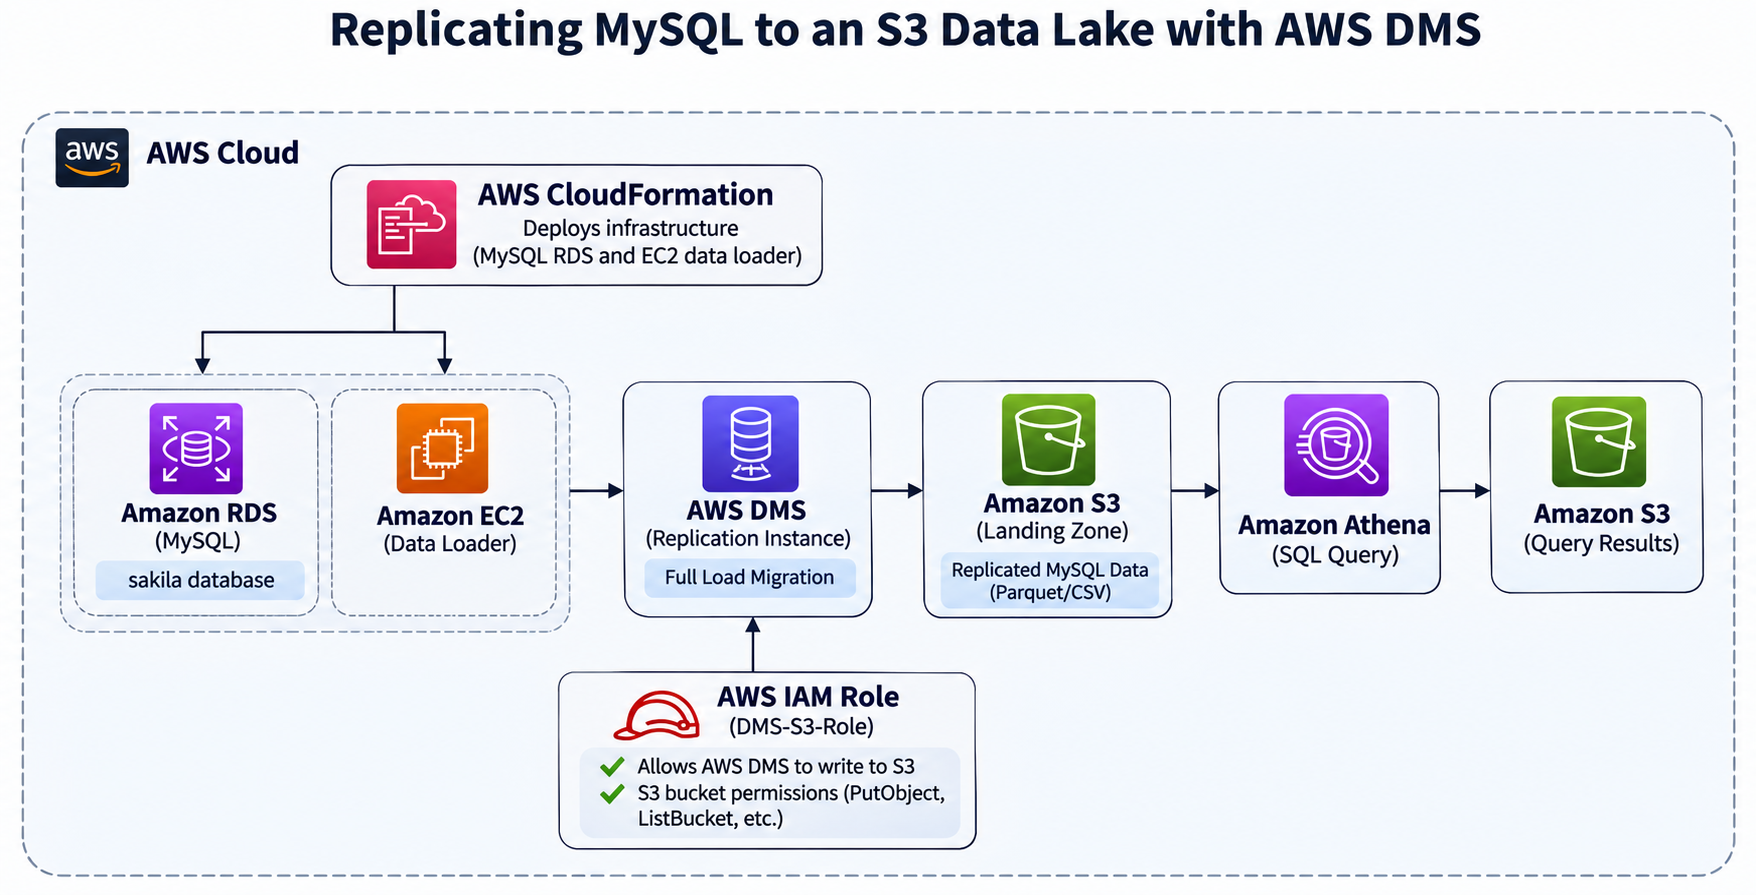 Replicating MySQL to an S3 Data Lake with AWS DMS
aws
AWS Cloud
AWS CloudFormation
Deploys infrastructure
(MySQL RDS and EC2 data loader)
Amazon RDS
(MySQL)
sakila database
Amazon EC2
(Data Loader)
AWS DMS
(Replication Instance)
Full Load Migration
Amazon S3
(Landing Zone)
Replicated MySQL Data
(Parquet/CSV)
Amazon Athena
(SQL Query)
Amazon S3
(Query Results)
AWS IAM Role
(DMS-S3-Role)
Allows AWS DMS to write to S3
S3 bucket permissions (PutObject,
ListBucket, etc.)